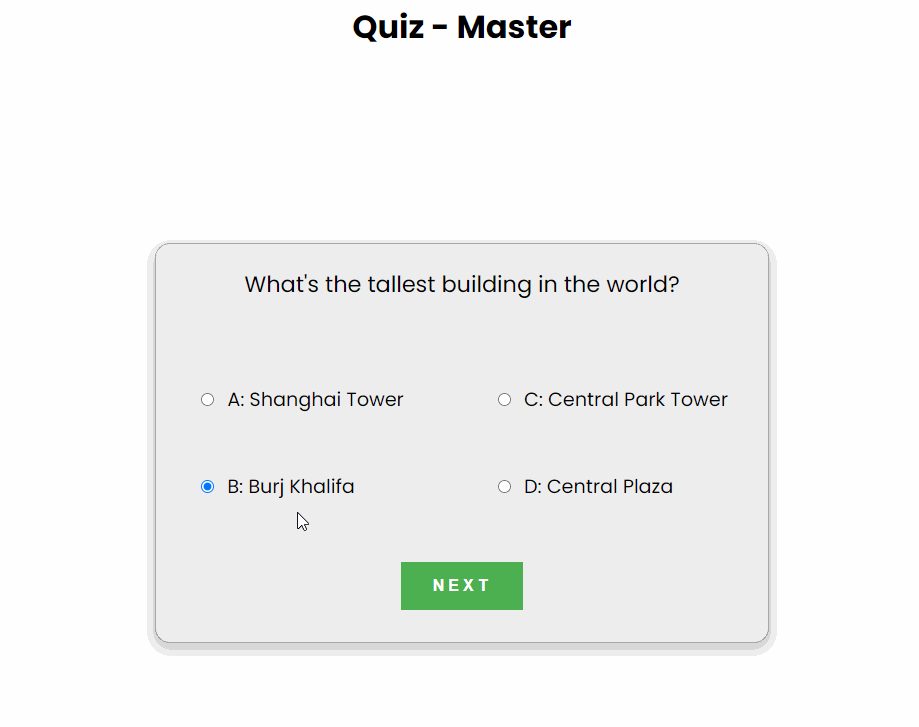 Quiz - Master
What's the tallest building in the world?
A: Shanghai Tower
C: Central Park Tower
B: Burj Khalifa
D: Central Plaza
NEXT